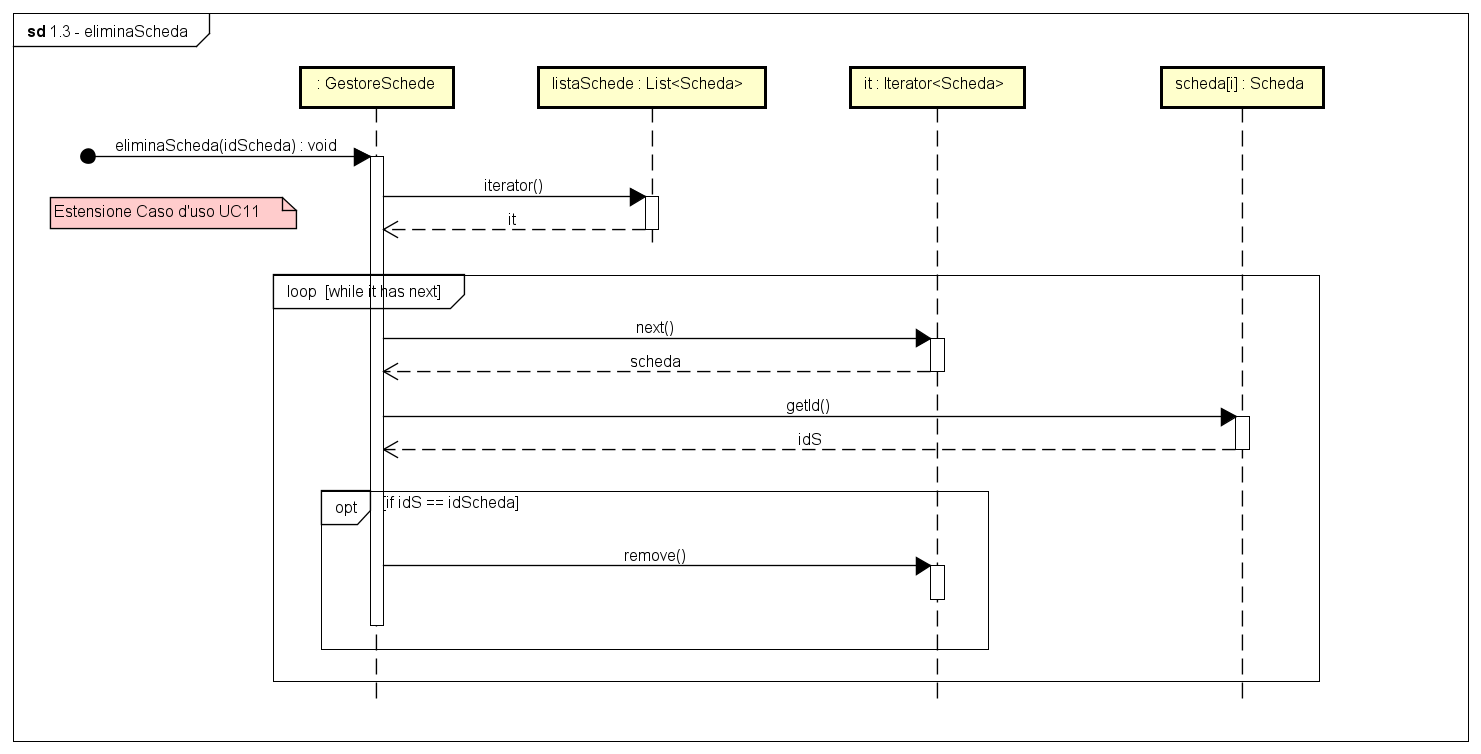 sd 1.3 - eliminaScheda
: GestoreSchede
listaSchede : List<Scheda>
it : Iterator<Scheda>
scheda[i] : Scheda
eliminaScheda(idScheda) : void
iterator()
Estensione Caso d'uso UC11
it
loop [while it has next]
next()
scheda
getId()
idS
opt
[if idS == idScheda]
remove()